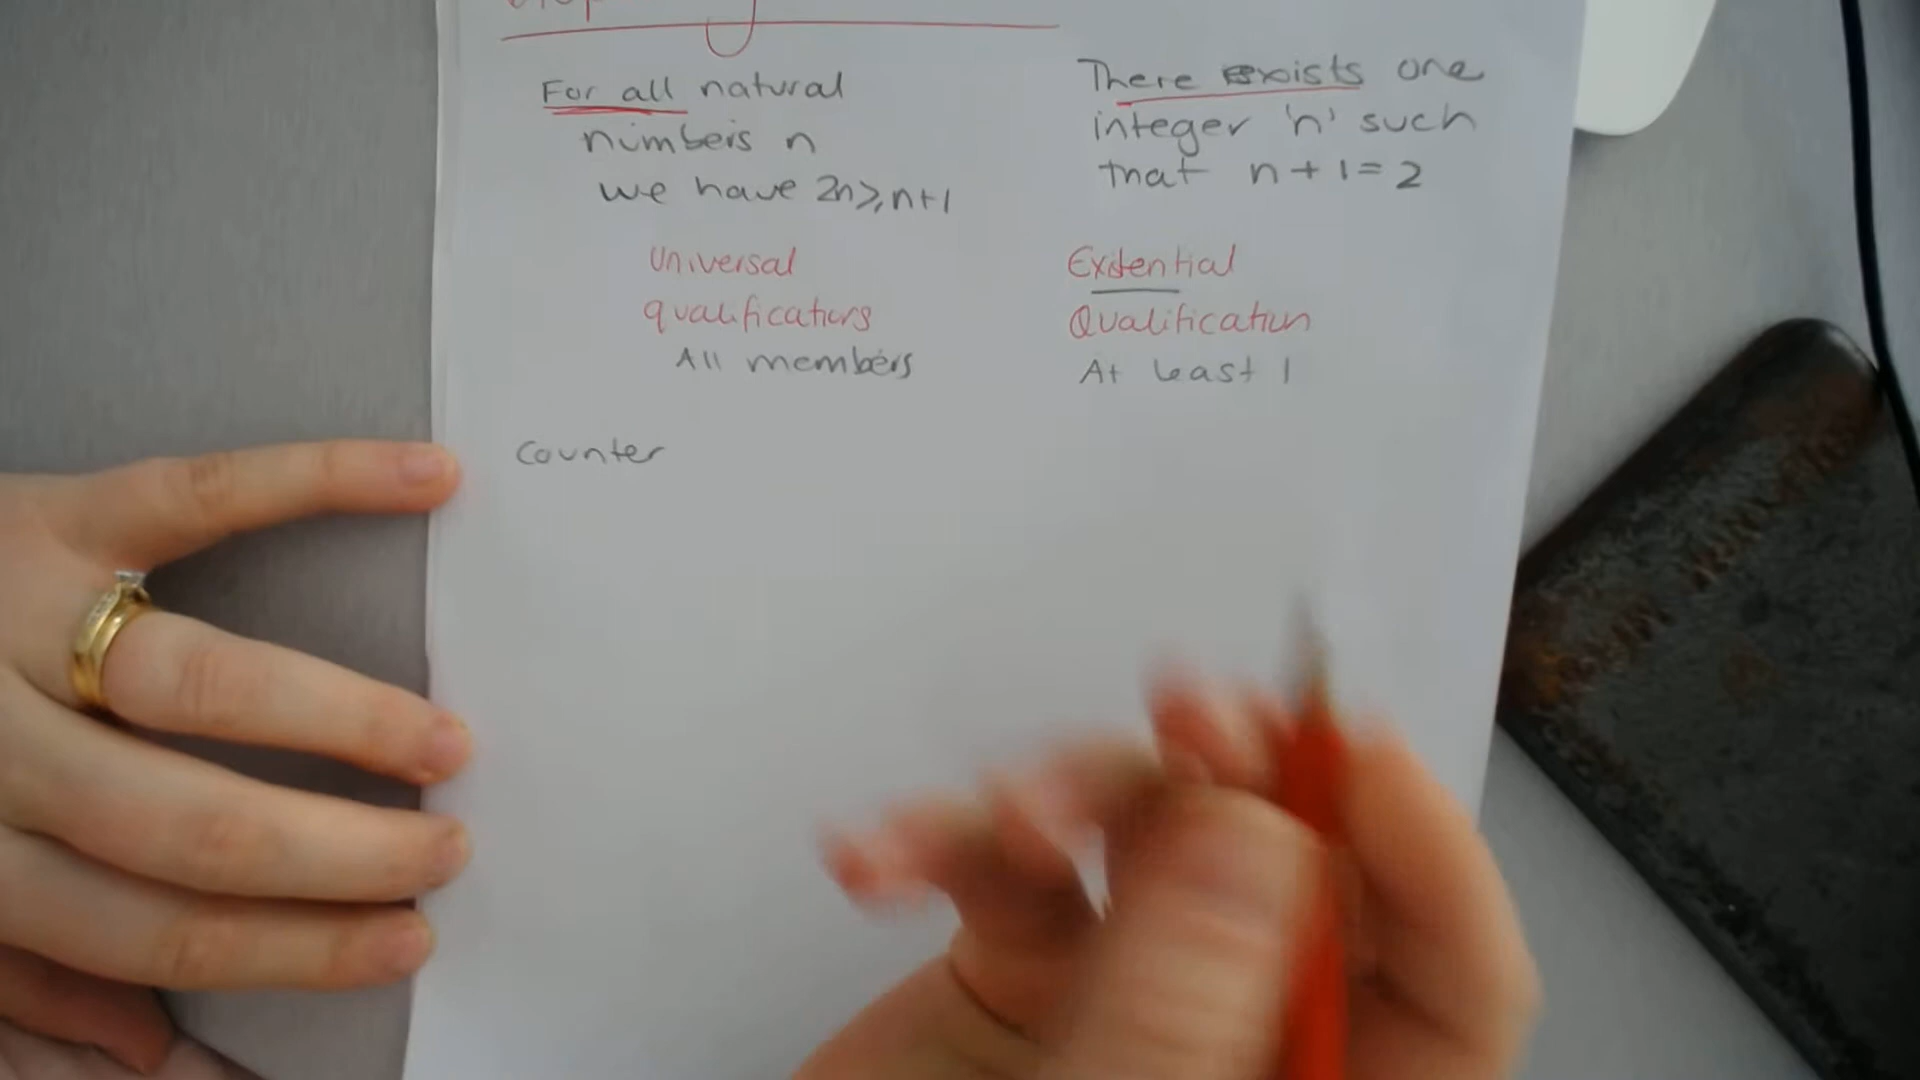 For all natural
numbers n
we have 2n⩾n+1
Universal
qualifications
All members
There Exists one
integer 'n' such
that n+1=2
Existential
Qualification
At least 1
Counter